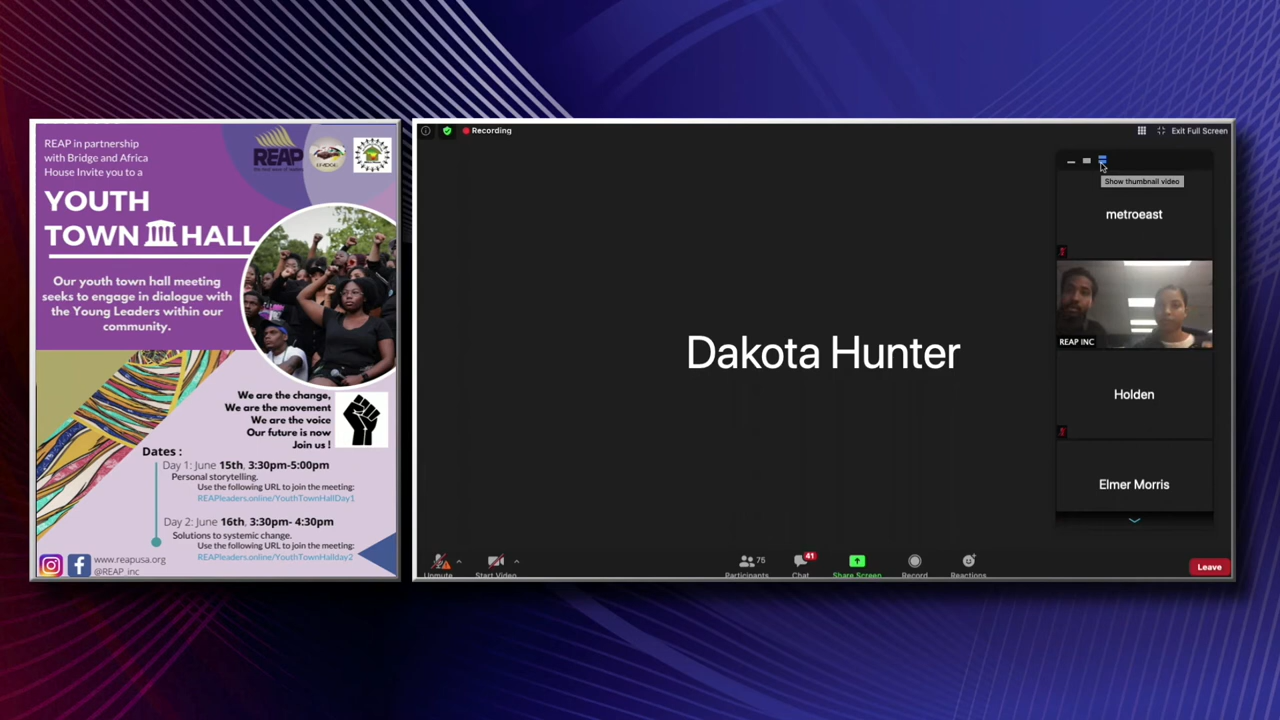 REAP in partnership
with Bridge and Africa
House Invite you to a
REAP
YOUTH
TOWN HALL
Our youth town hall meeting
seeks to engage in dialogue with
the Young Leaders within our
community.
We are the change,
We are the movement
We are the voice
Our future is now
Join us !
Dates :
Day 1: June 15th, 3:30pm-5:00pm
Personal storytelling.
Use the following URL to join the meeting:
REAPleaders.online/YouthTownHallDay1
Day 2: June 16th, 3:30pm- 4:30pm
Solutions to systemic change.
Use the following URL to join the meeting:
REAPleaders.online/YouthTownHallday2
www.reapusa.org
@REAP_inc
Recording
Exit Full Screen
Show thumbnail video
metroeast
REAP INC
Dakota Hunter
Holden
Elmer Morris
Unmute
Start Video
75
Participants
41
Chat
Share Screen
Record
Reactions
Leave